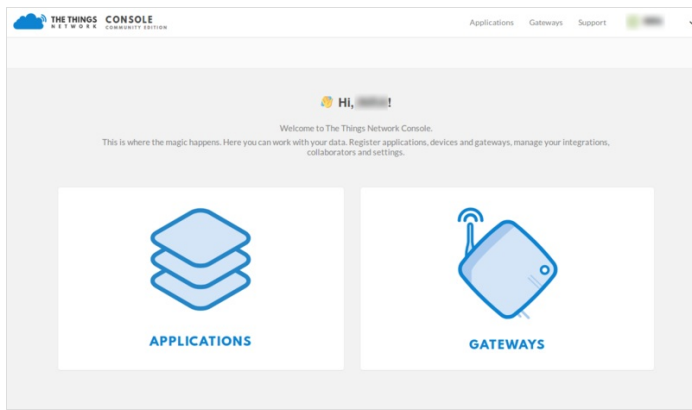 THE THINGS NETWORK CONSOLE COMMUNITY EDITION
Applications Gateways Support
Hi, !
Welcome to The Things Network Console.
This is where the magic happens. Here you can work with your data. Register applications, devices and gateways, manage your integrations,
collaborators and settings.
APPLICATIONS
GATEWAYS